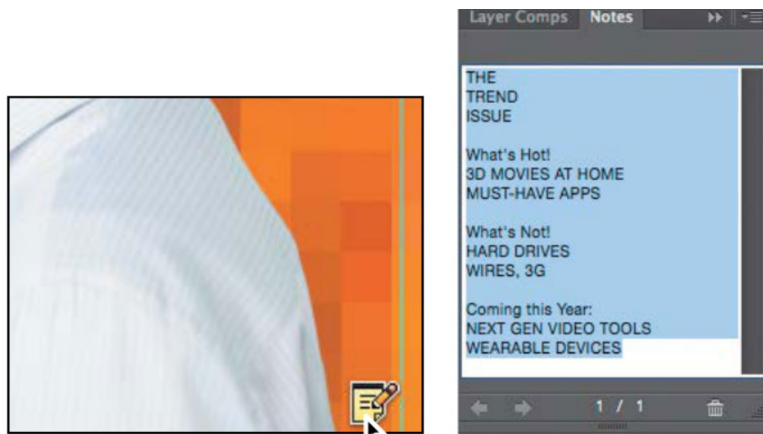 Layer Comps Notes
THE
TREND
ISSUE
What's Hot!
3D MOVIES AT HOME
MUST-HAVE APPS
What's Not!
HARD DRIVES
WIRES, 3G
Coming this Year:
NEXT GEN VIDEO TOOLS
WEARABLE DEVICES
1 / 1